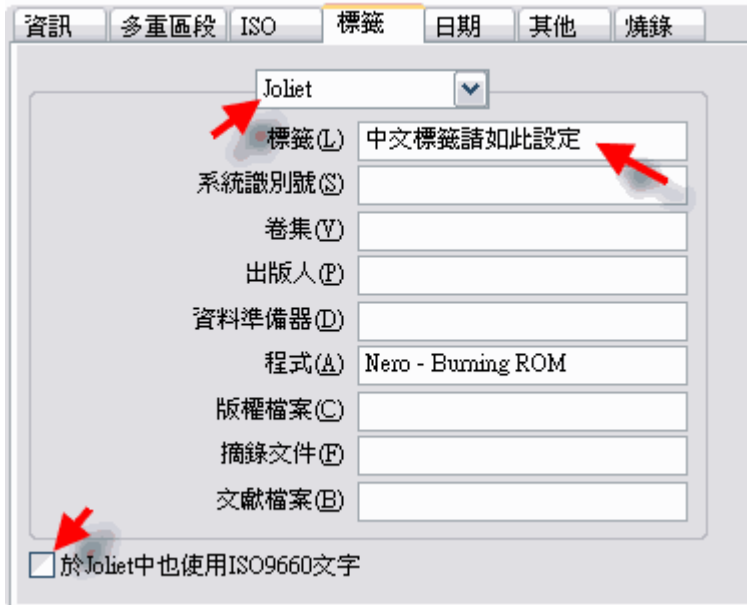 資訊 多重區段 ISO 標籤 日期 其他 燒錄
Joliet
標籤(L) 中文標籤請如此設定
系統識別號(S)
卷集(V)
出版人(P)
資料準備器(D)
程式(A) Nero - Burning ROM
版權檔案(C)
摘錄文件(F)
文獻檔案(B)
於Joliet中也使用ISO9660文字